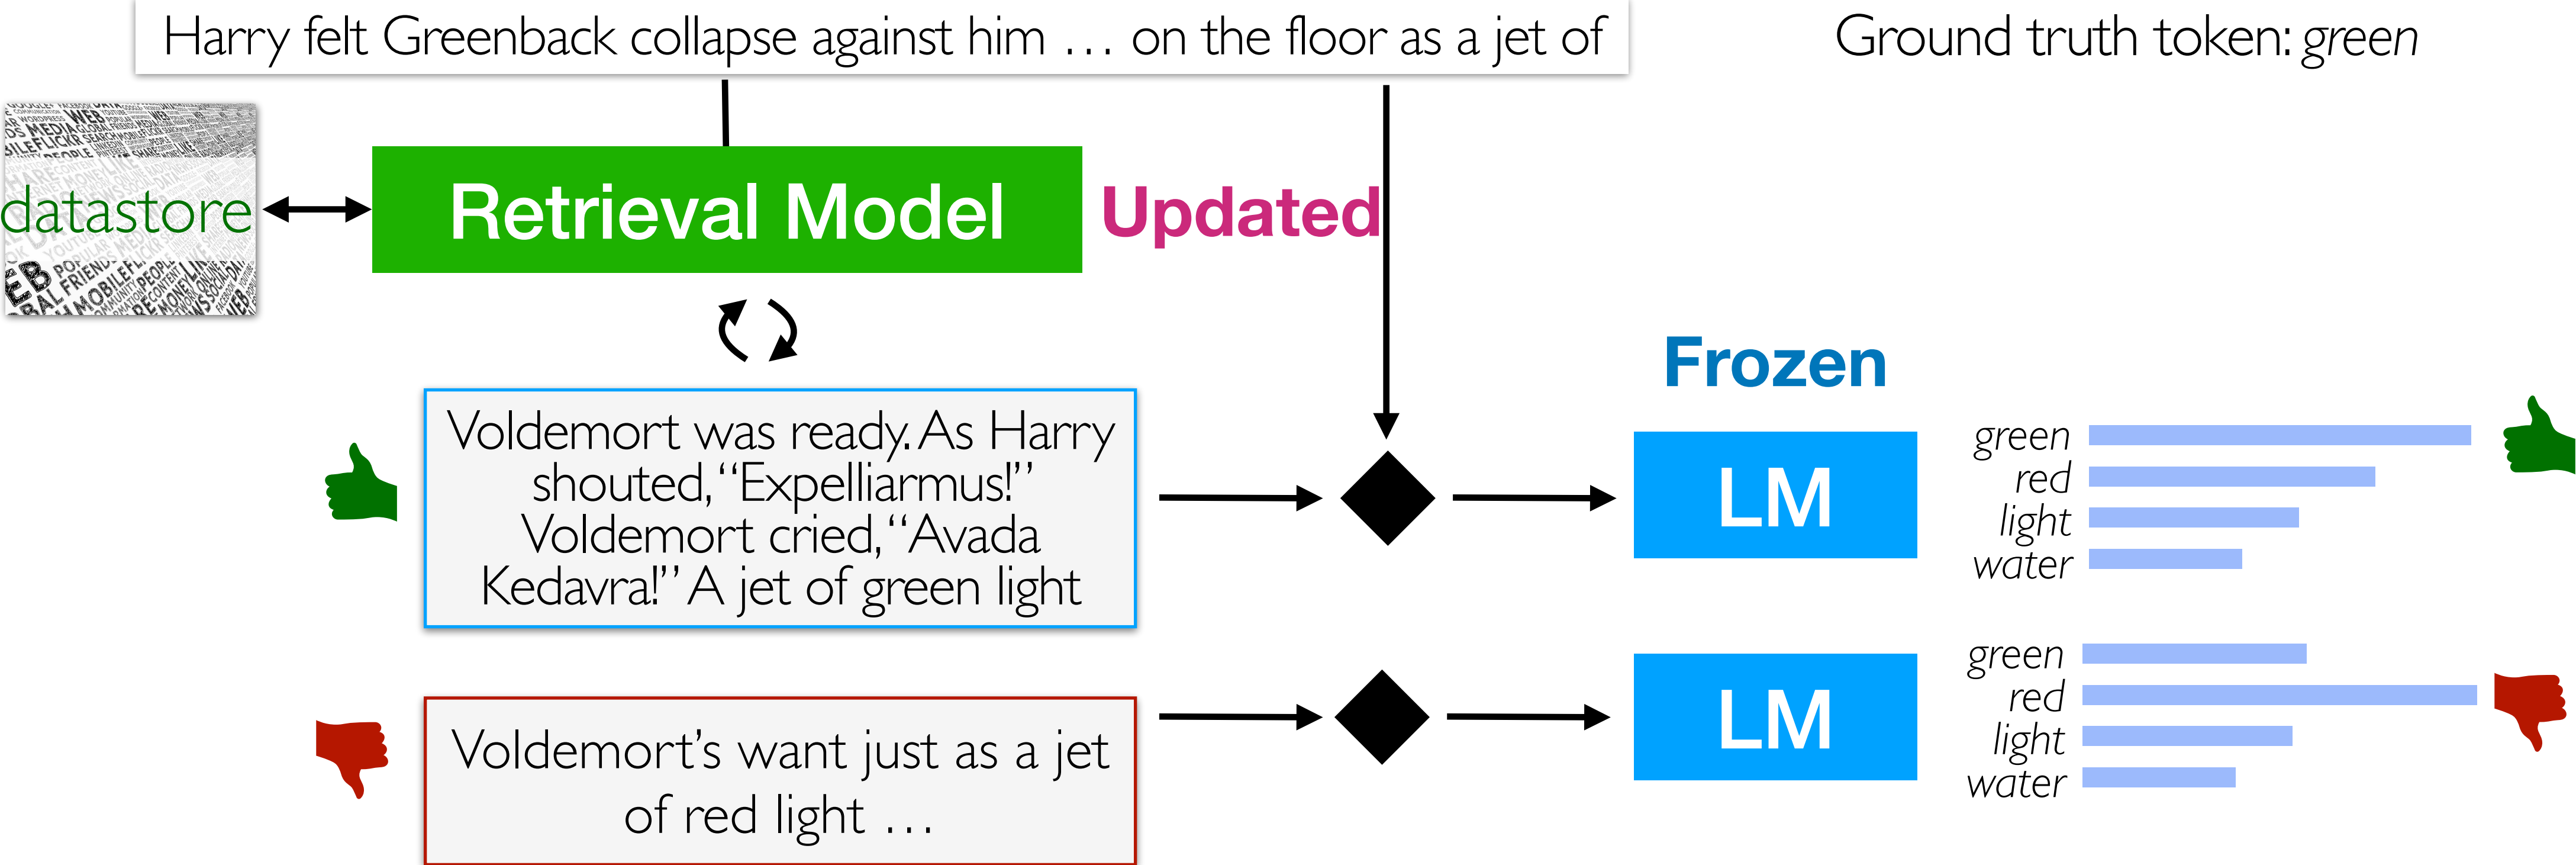 Harry felt Greenback collapse against him … on the floor as a jet of
Ground truth token: green
datastore
Retrieval Model
Updated
Frozen
Voldemort was ready. As Harry
shouted, “Expelliarmus!”
Voldemort cried, “Avada
Kedavra!” A jet of green light
LM
green
red
light
water
Voldemort’s want just as a jet
of red light …
LM
green
red
light
water